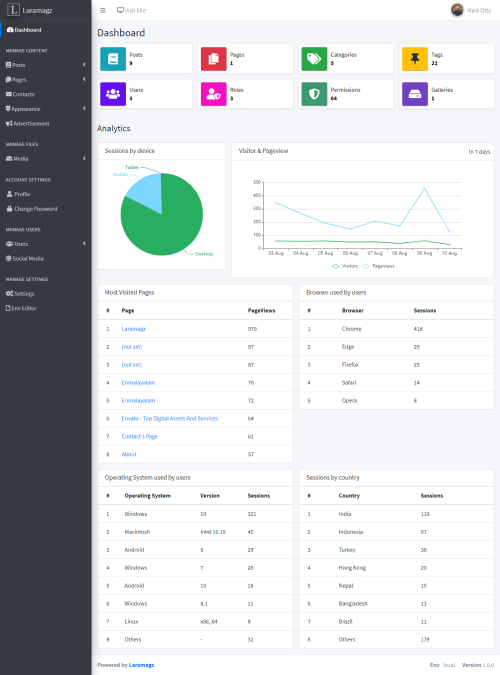 Laramagz
Visit Site
Mark Otto
Dashboard
MANAGE CONTENT
Posts
Pages
Contacts
Appearance
Advertisement
MANAGE FILES
Media
ACCOUNT SETTINGS
Profile
Change Password
MANAGE USERS
Users
Social Media
MANAGE SETTINGS
Settings
Env Editor
Dashboard
Posts
9
Pages
1
Categories
5
Tags
22
Users
3
Roles
3
Permissions
64
Galleries
1
Analytics
Sessions by device
Tablet
Mobile
Desktop
Visitor & Pageview
In 7 days
500
400
300
200
100
0
03 Aug 04 Aug 05 Aug 06 Aug 07 Aug 08 Aug 09 Aug 10 Aug
Visitors Pageviews
Most Visited Pages
# Page PageViews
1 Laramagz 979
2 (not set) 87
3 (not set) 87
4 Enmalayalam 76
5 Enmalayalam 72
6 Envato - Top Digital Assets And Services 64
7 Contact's Page 61
8 About 57
Browser used by users
# Browser Sessions
1 Chrome 418
2 Edge 25
3 Firefox 25
4 Safari 14
5 Opera 8
Operating System used by users
# Operating System Version Sessions
1 Windows 10 321
2 Macintosh Intel 10.15 45
3 Android 9 29
4 Windows 7 26
5 Android 10 18
6 Windows 8.1 11
7 Linux x86_64 8
8 Others - 32
Sessions by country
# Country Sessions
1 India 119
2 Indonesia 97
3 Turkey 36
4 Hong Kong 20
5 Nepal 15
6 Bangladesh 13
7 Brazil 11
8 Others 179
Powered by Laramagz
Env local Version 1.0.0